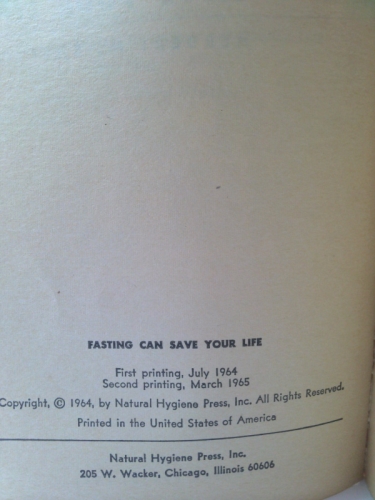 FASTING CAN SAVE YOUR LIFE
First printing, July 1964
Second printing, March 1965
Copyright, © 1964, by Natural Hygiene Press, Inc. All Rights Reserved.
Printed in the United States of America
Natural Hygiene Press, Inc.
205 W. Wacker, Chicago, Illinois 60606